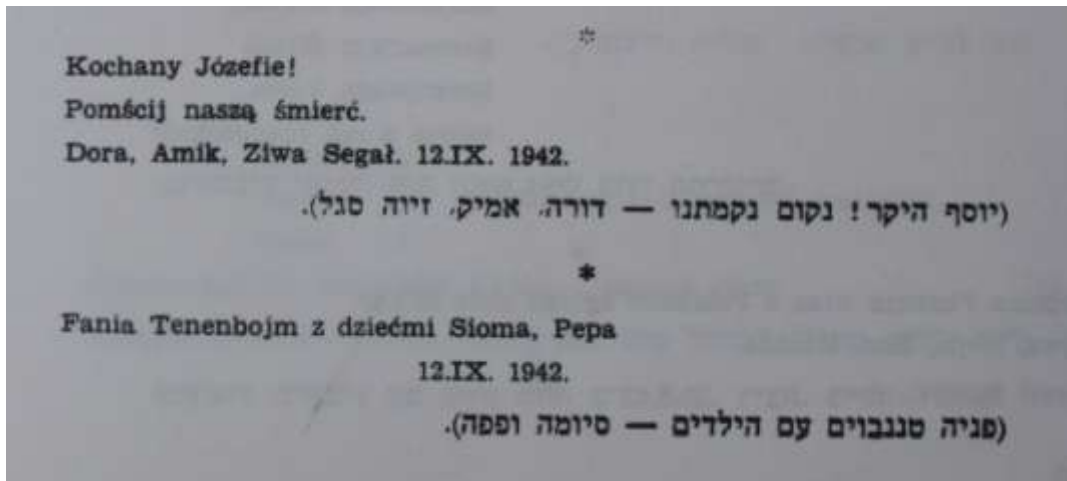 *
Kochany Józefie!
Pomścij naszą śmierć.
Dora, Amik, Ziwa Segał. 12.IX. 1942.
(יוסף היקר! נקום נקמתנו — דורה, אמיק, זיוה סגל).
*
Fania Tenenbojm z dziećmi Sioma, Pepa
12.IX. 1942.
(פניה טננבוים עם הילדים — סיומה ופפה).